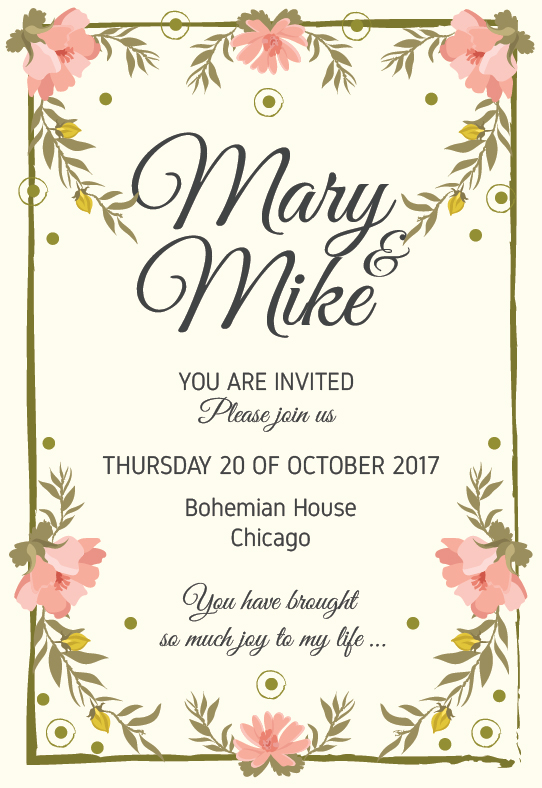 Mary
&
Mike
YOU ARE INVITED
Please join us
THURSDAY 20 OF OCTOBER 2017
Bohemian House
Chicago
You have brought
so much joy to my life ...